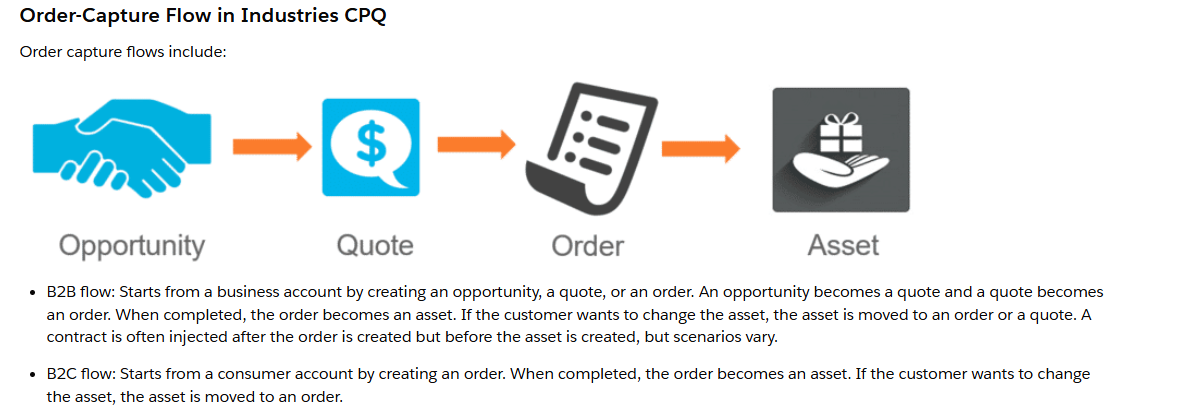 Order-Capture Flow in Industries CPQ
Order capture flows include:
$
Opportunity
Quote
Order
Asset
• B2B flow: Starts from a business account by creating an opportunity, a quote, or an order. An opportunity becomes a quote and a quote becomes
an order. When completed, the order becomes an asset. If the customer wants to change the asset, the asset is moved to an order or a quote. A
contract is often injected after the order is created but before the asset is created, but scenarios vary.
• B2C flow: Starts from a consumer account by creating an order. When completed, the order becomes an asset. If the customer wants to change
the asset, the asset is moved to an order.